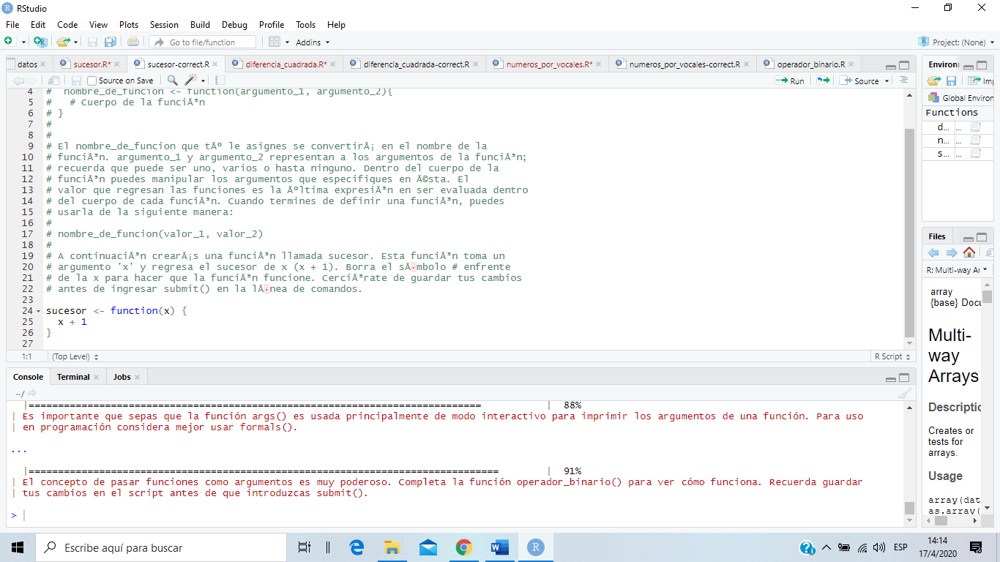 RStudio
File Edit Code View Plots Session Build Debug Profile Tools Help
Go to file/function Addins Project: (None)
datos sucesor.R* sucesor-correct.R diferencia_cuadrada.R* diferencia_cuadrada-correct.R numeros_por_vocales.R* numeros_por_vocales-correct.R operador_binario.R
Source on Save Run Source
4 # nombre_de_funcion <- function(argumento_1, argumento_2){
5 # # Cuerpo de la funciÃ³n
6 # }
7 #
8 #
9 # El nombre_de_funcion que tÃº le asignes se convertirÃ¡ en el nombre de la
10 # funciÃ³n. argumento_1 y argumento_2 representan a los argumentos de la funciÃ³n;
11 # recuerda que puede ser uno, varios o hasta ninguno. Dentro del cuerpo de la
12 # funciÃ³n puedes manipular los argumentos que especifiques en Ã©sta. El
13 # valor que regresan las funciones es la Ãºltima expresiÃ³n en ser evaluada dentro
14 # del cuerpo de cada funciÃ³n. Cuando termines de definir una funciÃ³n, puedes
15 # usarla de la siguiente manera:
16 #
17 # nombre_de_funcion(valor_1, valor_2)
18 #
19 # A continuaciÃ³n crearÃ¡s una funciÃ³n llamada sucesor. Esta funciÃ³n toma un
20 # argumento 'x' y regresa el sucesor de x (x + 1). Borra el sÃ·mbolo # enfrente
21 # de la x para hacer que la funciÃ³n funcione. CerciÃ³rate de guardar tus cambios
22 # antes de ingresar submit() en la lÃ·nea de comandos.
23
24 sucesor <- function(x) {
25 x + 1
26 }
27
1:1 (Top Level) R Script
Console Terminal Jobs
~/
|============================================================================= | 88%
| Es importante que sepas que la función args() es usada principalmente de modo interactivo para imprimir los argumentos de una función. Para uso
| en programación considera mejor usar formals().
...
|================================================================================ | 91%
| El concepto de pasar funciones como argumentos es muy poderoso. Completa la función operador_binario() para ver cómo funciona. Recuerda guardar
| tus cambios en el script antes de que introduzcas submit().
>
Environ
Imp
Global Environ
Functions
d... ...
n... ...
s... ...
Files
R: Multi-way Ar
array
{base} Docu
Multi-
way
Arrays
Descriptio
Creates or
tests for
arrays.
Usage
array(dat
as.array(
Escribe aquí para buscar
ESP
14:14
17/4/2020